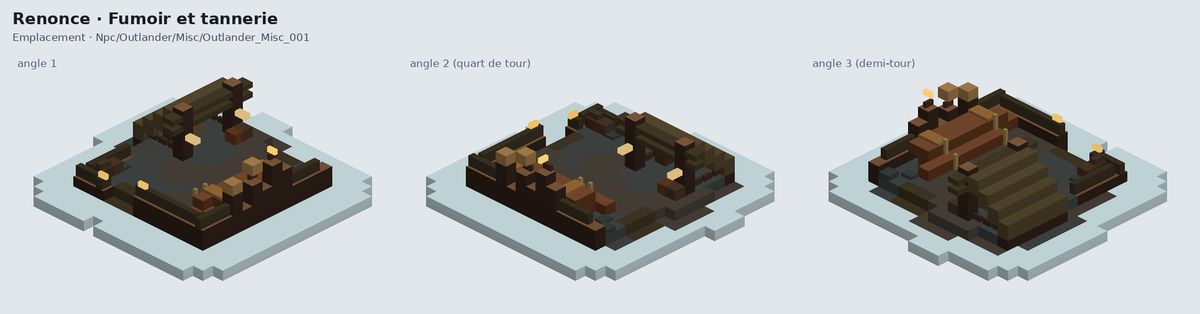 Renonce · Fumoir et tannerie
Emplacement · Npc/Outlander/Misc/Outlander_Misc_001
angle 1
angle 2 (quart de tour)
angle 3 (demi-tour)